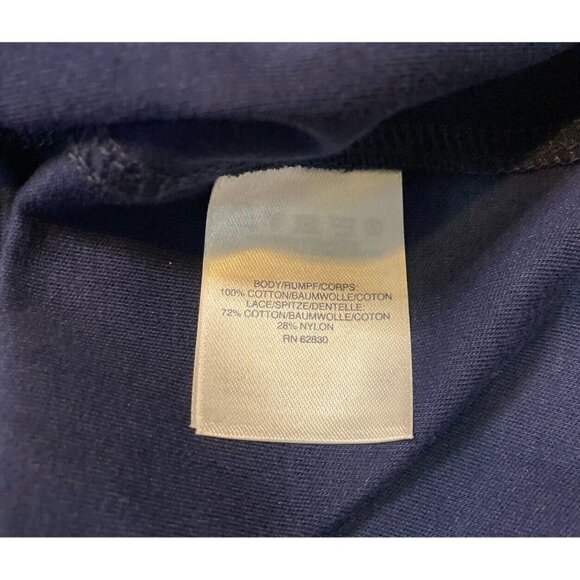 BODY/RUMPF/CORPS:
100% COTTON/BAUMWOLLE/COTON
LACE/SPITZE/DENTELLE:
72% COTTON/BAUMWOLLE/COTON
28% NYLON
RN 62830